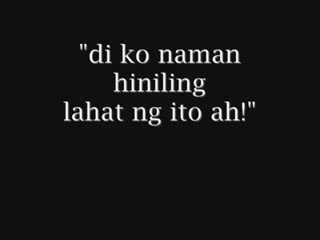 "di ko naman
hiniling
lahat ng ito ah!"